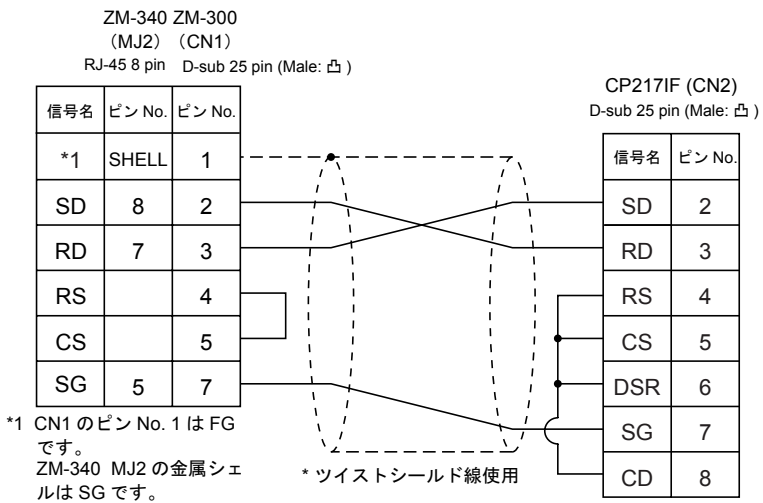 ZM-340 ZM-300
（MJ2）（CN1）
RJ-45 8 pin D-sub 25 pin (Male: 凸 )
信号名 ピン No. ピン No.
*1 SHELL 1
SD 8 2
RD 7 3
RS 4
CS 5
SG 5 7
*1 CN1 のピン No. 1 は FG
です。
ZM-340 MJ2 の金属シェ
ルは SG です。
* ツイストシールド線使用
CP217IF (CN2)
D-sub 25 pin (Male: 凸 )
信号名 ピン No.
SD 2
RD 3
RS 4
CS 5
DSR 6
SG 7
CD 8